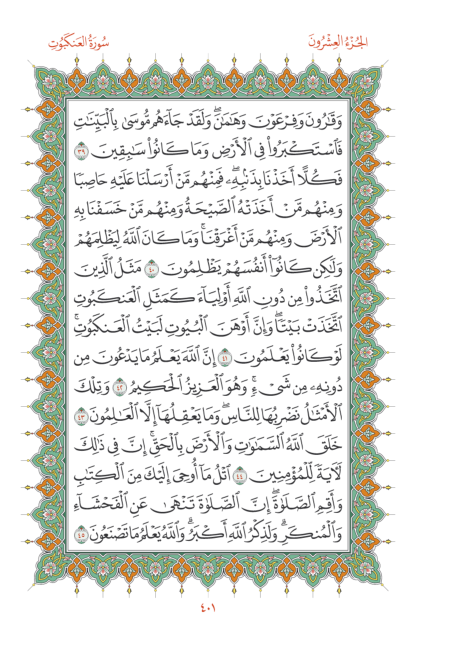 الجُزْءُ العِشْرُونَ
سُورَةُ العَنكَبُوتِ
وَقَٰرُونَ وَفِرْعَوْنَ وَهَٰمَٰنَۖ وَلَقَدْ جَآءَهُم مُّوسَىٰ بِٱلْبَيِّنَٰتِ
فَٱسْتَكْبَرُوا۟ فِى ٱلْأَرْضِ وَمَا كَانُوا۟ سَٰبِقِينَ ٣٩
فَكُلًّا أَخَذْنَا بِذَنۢبِهِۦۖ فَمِنْهُم مَّنْ أَرْسَلْنَا عَلَيْهِ حَاصِبًا
وَمِنْهُم مَّنْ أَخَذَتْهُ ٱلصَّيْحَةُ وَمِنْهُم مَّنْ خَسَفْنَا بِهِ
ٱلْأَرْضَ وَمِنْهُم مَّنْ أَغْرَقْنَاۚ وَمَا كَانَ ٱللَّهُ لِيَظْلِمَهُمْ
وَلَٰكِن كَانُوٓا۟ أَنفُسَهُمْ يَظْلِمُونَ ٤٠ مَثَلُ ٱلَّذِينَ
ٱتَّخَذُوا۟ مِن دُونِ ٱللَّهِ أَوْلِيَآءَ كَمَثَلِ ٱلْعَنكَبُوتِ
ٱتَّخَذَتْ بَيْتًاۖ وَإِنَّ أَوْهَنَ ٱلْبُيُوتِ لَبَيْتُ ٱلْعَنكَبُوتِۚ
لَوْ كَانُوا۟ يَعْلَمُونَ ٤١ إِنَّ ٱللَّهَ يَعْلَمُ مَا يَدْعُونَ مِن
دُونِهِۦ مِن شَىْءٍۚ وَهُوَ ٱلْعَزِيزُ ٱلْحَكِيمُ ٤٢ وَتِلْكَ
ٱلْأَمْثَٰلُ نَضْرِبُهَا لِلنَّاسِۖ وَمَا يَعْقِلُهَآ إِلَّا ٱلْعَٰلِمُونَ ٤٣
خَلَقَ ٱللَّهُ ٱلسَّمَٰوَٰتِ وَٱلْأَرْضَ بِٱلْحَقِّۚ إِنَّ فِى ذَٰلِكَ
لَءَايَةً لِّلْمُؤْمِنِينَ ٤٤ ٱتْلُ مَآ أُوحِىَ إِلَيْكَ مِنَ ٱلْكِتَٰبِ
وَأَقِمِ ٱلصَّلَوٰةَۖ إِنَّ ٱلصَّلَوٰةَ تَنْهَىٰ عَنِ ٱلْفَحْشَآءِ
وَٱلْمُنكَرِۗ وَلَذِكْرُ ٱللَّهِ أَكْبَرُۗ وَٱللَّهُ يَعْلَمُ مَا تَصْنَعُونَ ٤٥
٤٠١